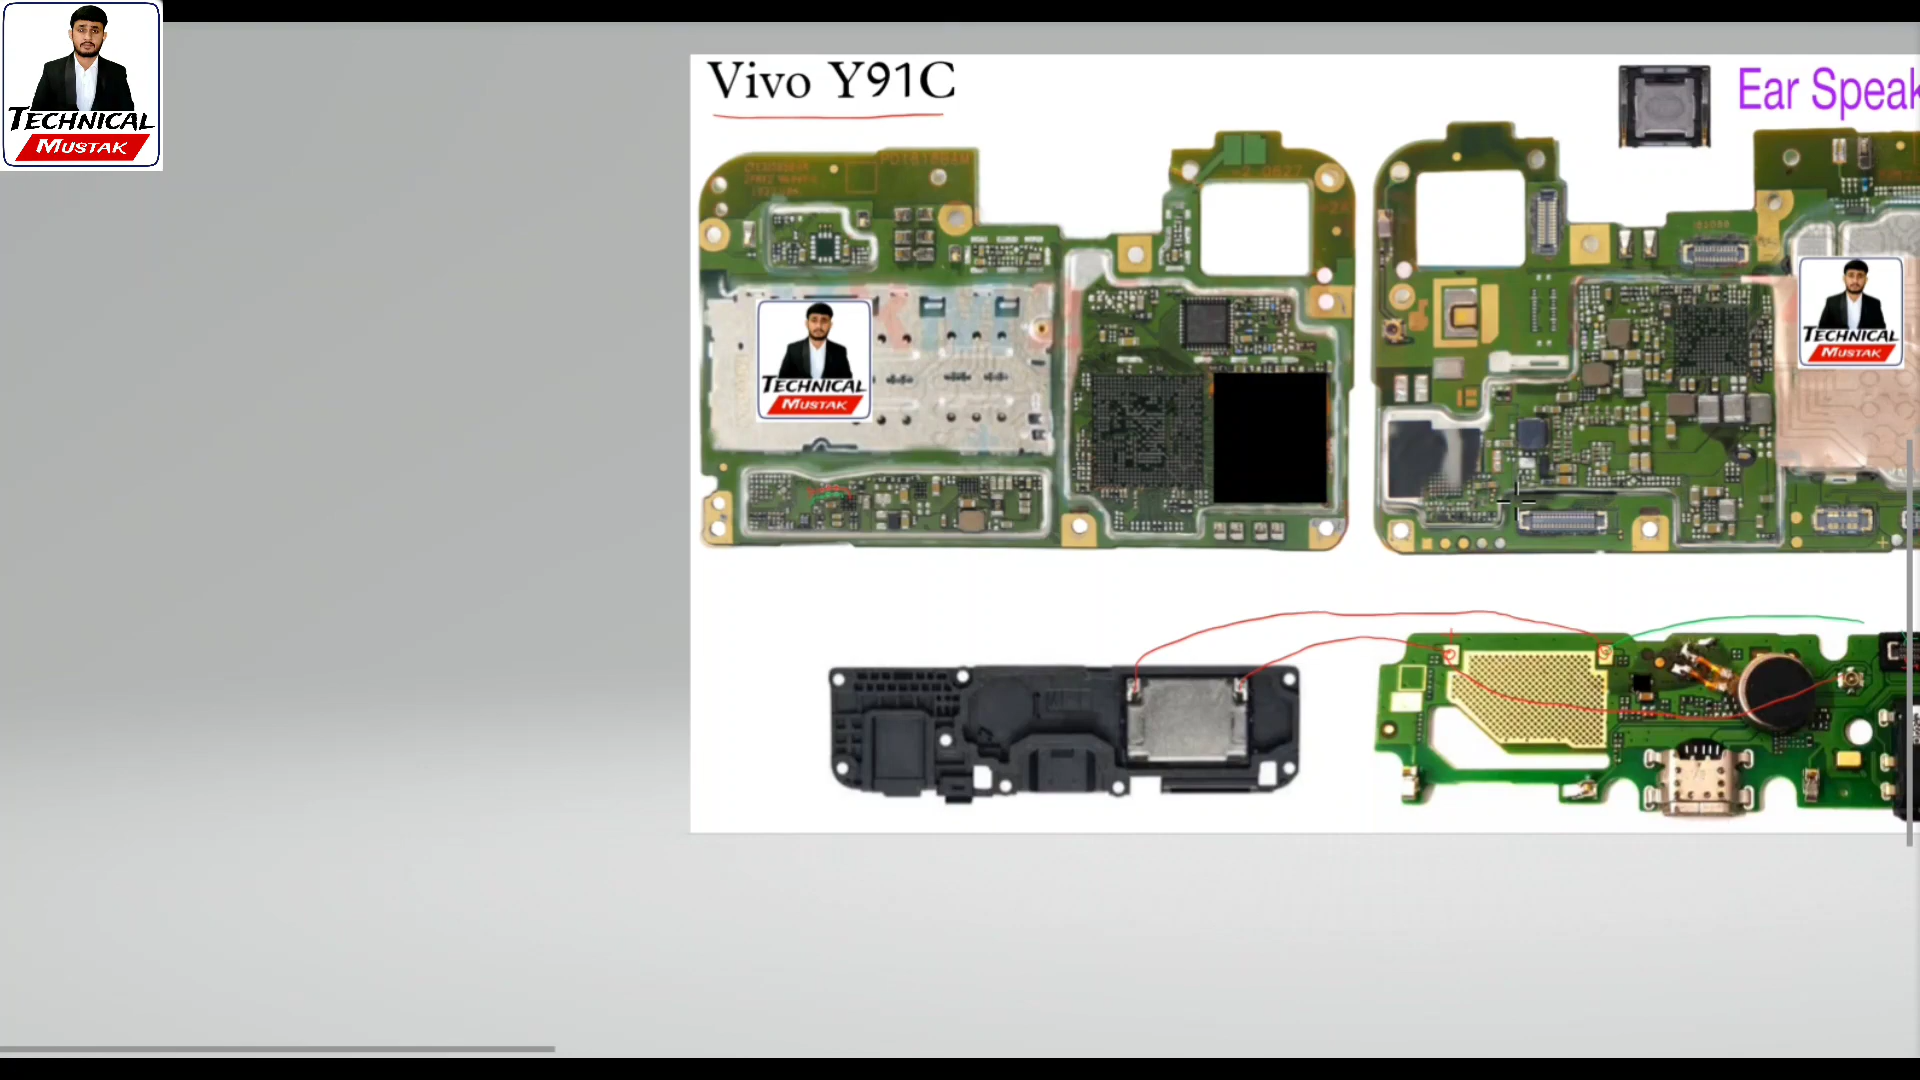 TECHNICAL
MUSTAK
Vivo Y91C
Ear Speak
TECHNICAL
MUSTAK
TECHNICAL
MUSTAK